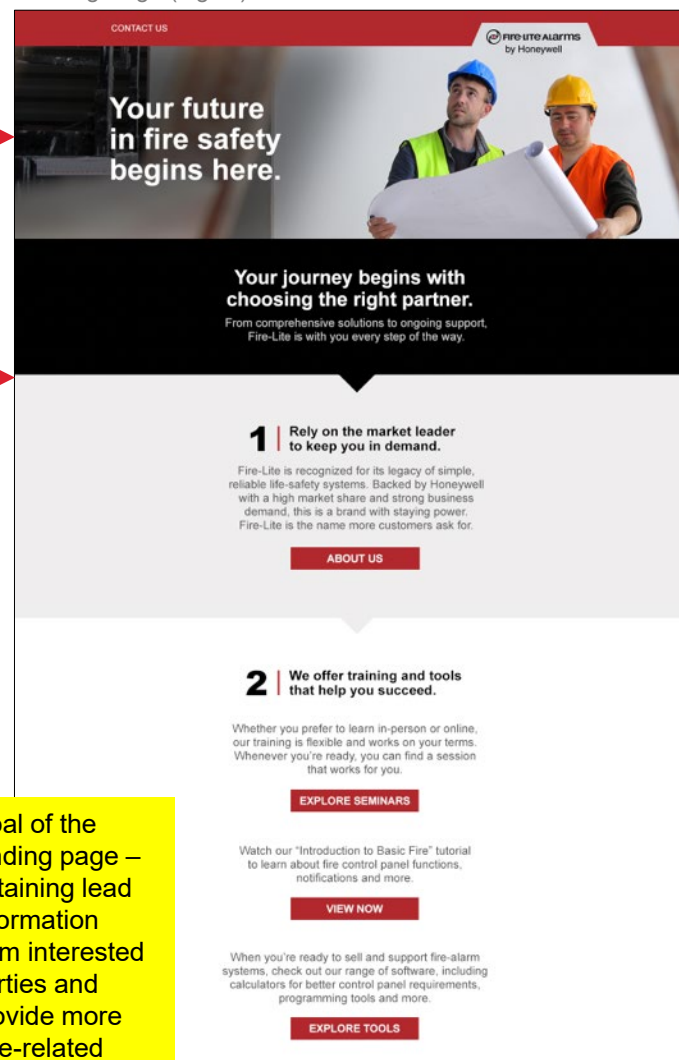 CONTACT US
FIRE-LITE ALARMS
by Honeywell
Your future
in fire safety
begins here.
Your journey begins with
choosing the right partner.
From comprehensive solutions to ongoing support,
Fire-Lite is with you every step of the way.
1 | Rely on the market leader
to keep you in demand.
Fire-Lite is recognized for its legacy of simple,
reliable life-safety systems. Backed by Honeywell
with a high market share and strong business
demand, this is a brand with staying power.
Fire-Lite is the name more customers ask for.
ABOUT US
2 | We offer training and tools
that help you succeed.
Whether you prefer to learn in-person or online,
our training is flexible and works on your terms.
Whenever you're ready, you can find a session
that works for you.
EXPLORE SEMINARS
Watch our "Introduction to Basic Fire" tutorial
to learn about fire control panel functions,
notifications and more.
VIEW NOW
When you're ready to sell and support fire-alarm
systems, check out our range of software, including
calculators for better control panel requirements,
programming tools and more.
EXPLORE TOOLS
of the
page –
lead
interested
and
more